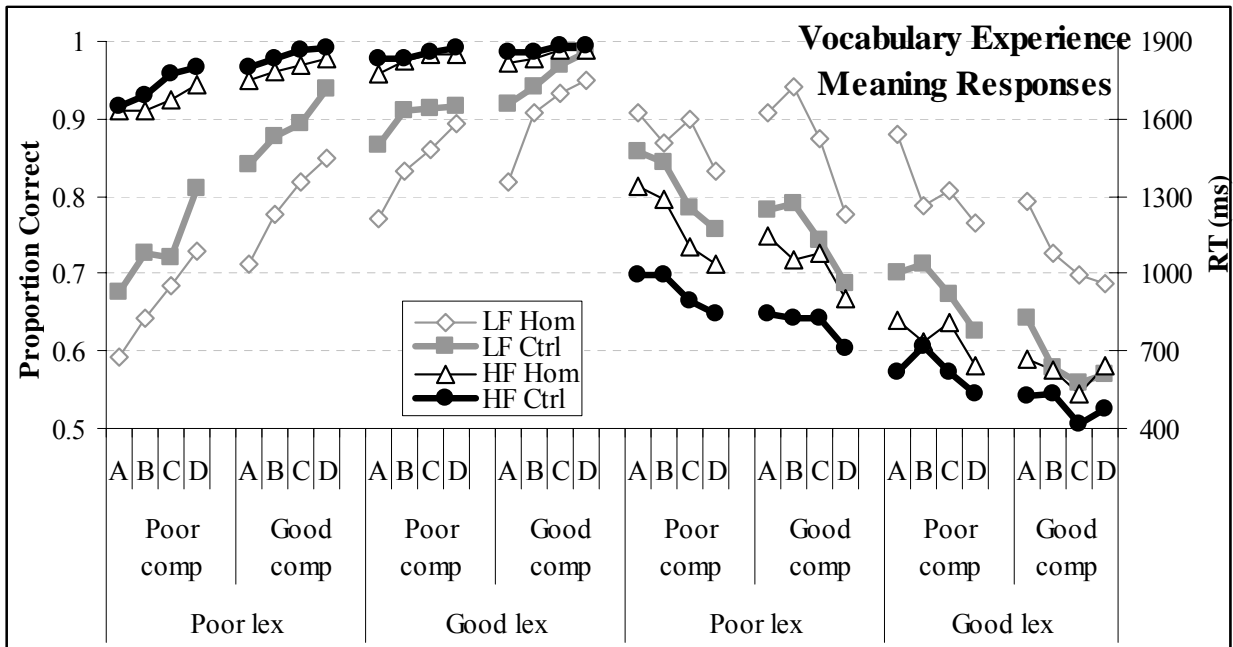 Vocabulary Experience
Meaning Responses
Proportion Correct
1
0.9
0.8
0.7
0.6
0.5
1900
1600
1300
1000
700
400
RT (ms)
LF Hom
LF Ctrl
HF Hom
HF Ctrl
A B C D A B C D A B C D A B C D A B C D A B C D A B C D A B C D
Poor Good Poor Good Poor Good Poor Good
comp comp comp comp comp comp comp comp
Poor lex Good lex Poor lex Good lex